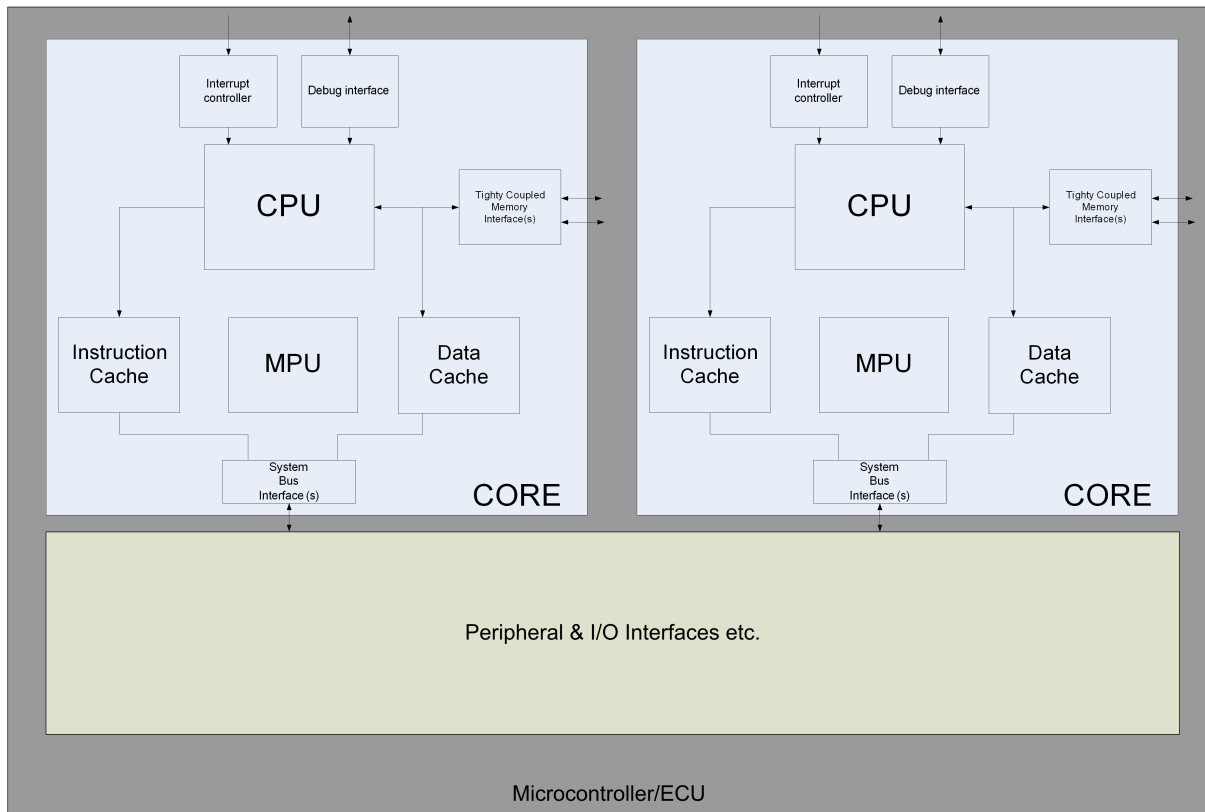 Interrupt
controller
Debug interface
CPU
Tighty Coupled
Memory
Interface(s)
Instruction
Cache
MPU
Data
Cache
System
Bus
Interface (s)
CORE
Interrupt
controller
Debug interface
CPU
Tighty Coupled
Memory
Interface(s)
Instruction
Cache
MPU
Data
Cache
System
Bus
Interface (s)
CORE
Peripheral & I/O Interfaces etc.
Microcontroller/ECU